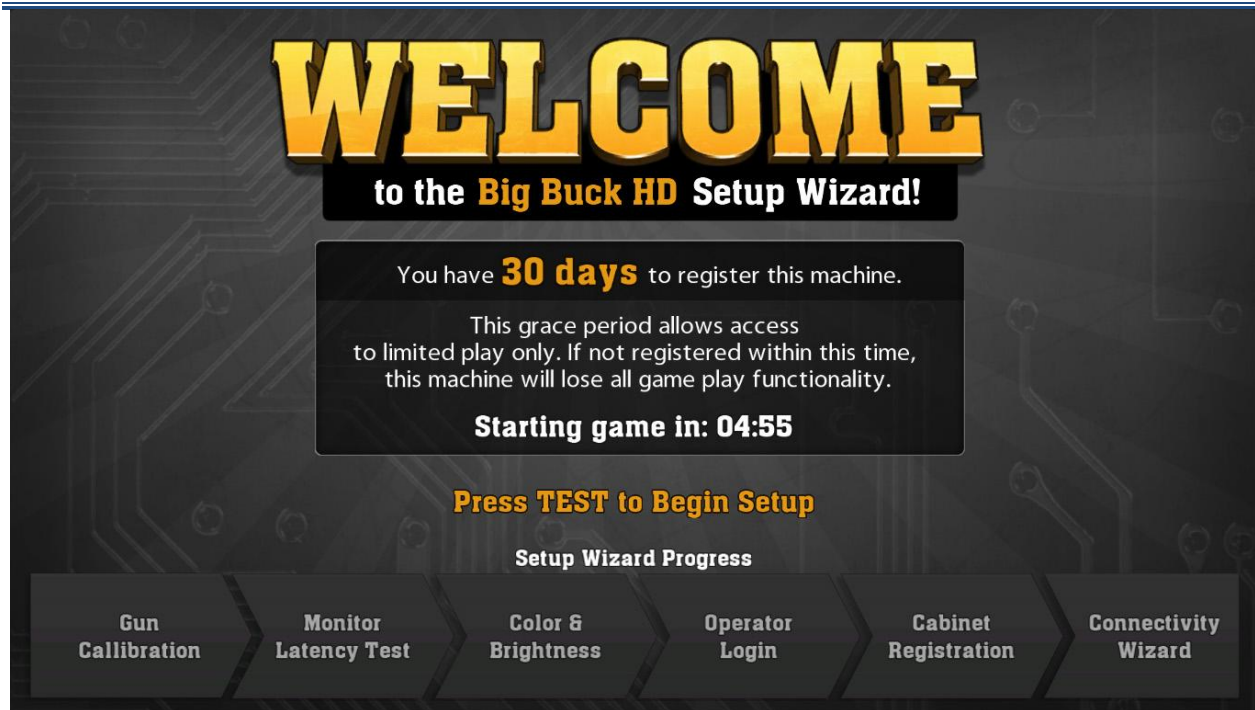 WELCOME
to the Big Buck HD Setup Wizard!
You have 30 days to register this machine.
This grace period allows access
to limited play only. If not registered within this time,
this machine will lose all game play functionality.
Starting game in: 04:55
Press TEST to Begin Setup
Setup Wizard Progress
Gun
Callibration
Monitor
Latency Test
Color &
Brightness
Operator
Login
Cabinet
Registration
Connectivity
Wizard